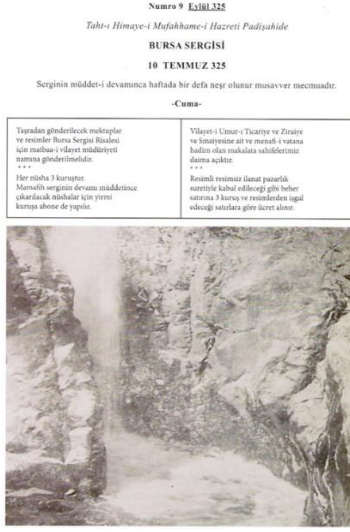 Numro 9 Eylül 325
Taht-ı Himaye-i Mufahhame-i Hazreti Padişahide
BURSA SERGİSİ
10 TEMMUZ 325
Serginin müddet-i devamınca haftada bir defa neşr olunur musavver mecmuadır.
-Cuma-
Taşradan gönderilecek mektuplar
ve resimler Bursa Sergisi Risalesi
için matbaa-i vilayet müdüriyeti
namına gönderilmelidir.
* * *
Her nüsha 3 kuruştur.
Mamafih serginin devamı müddetince
çıkarılacak nüshalar için yirmi
kuruşa abone de yapılır.
Vilayet-i Umur-ı Ticariye ve Ziraiye
ve Sınaiyesine ait ve menafi-i vatana
hadim olan makalata sahifelerimiz
daima açıktır.
* * *
Resimli resimsiz ilanat pazarlık
suretiyle kabul edileceği gibi beher
satırına 3 kuruş ve resimlerden işgal
edeceği satırlara göre ücret alınır.